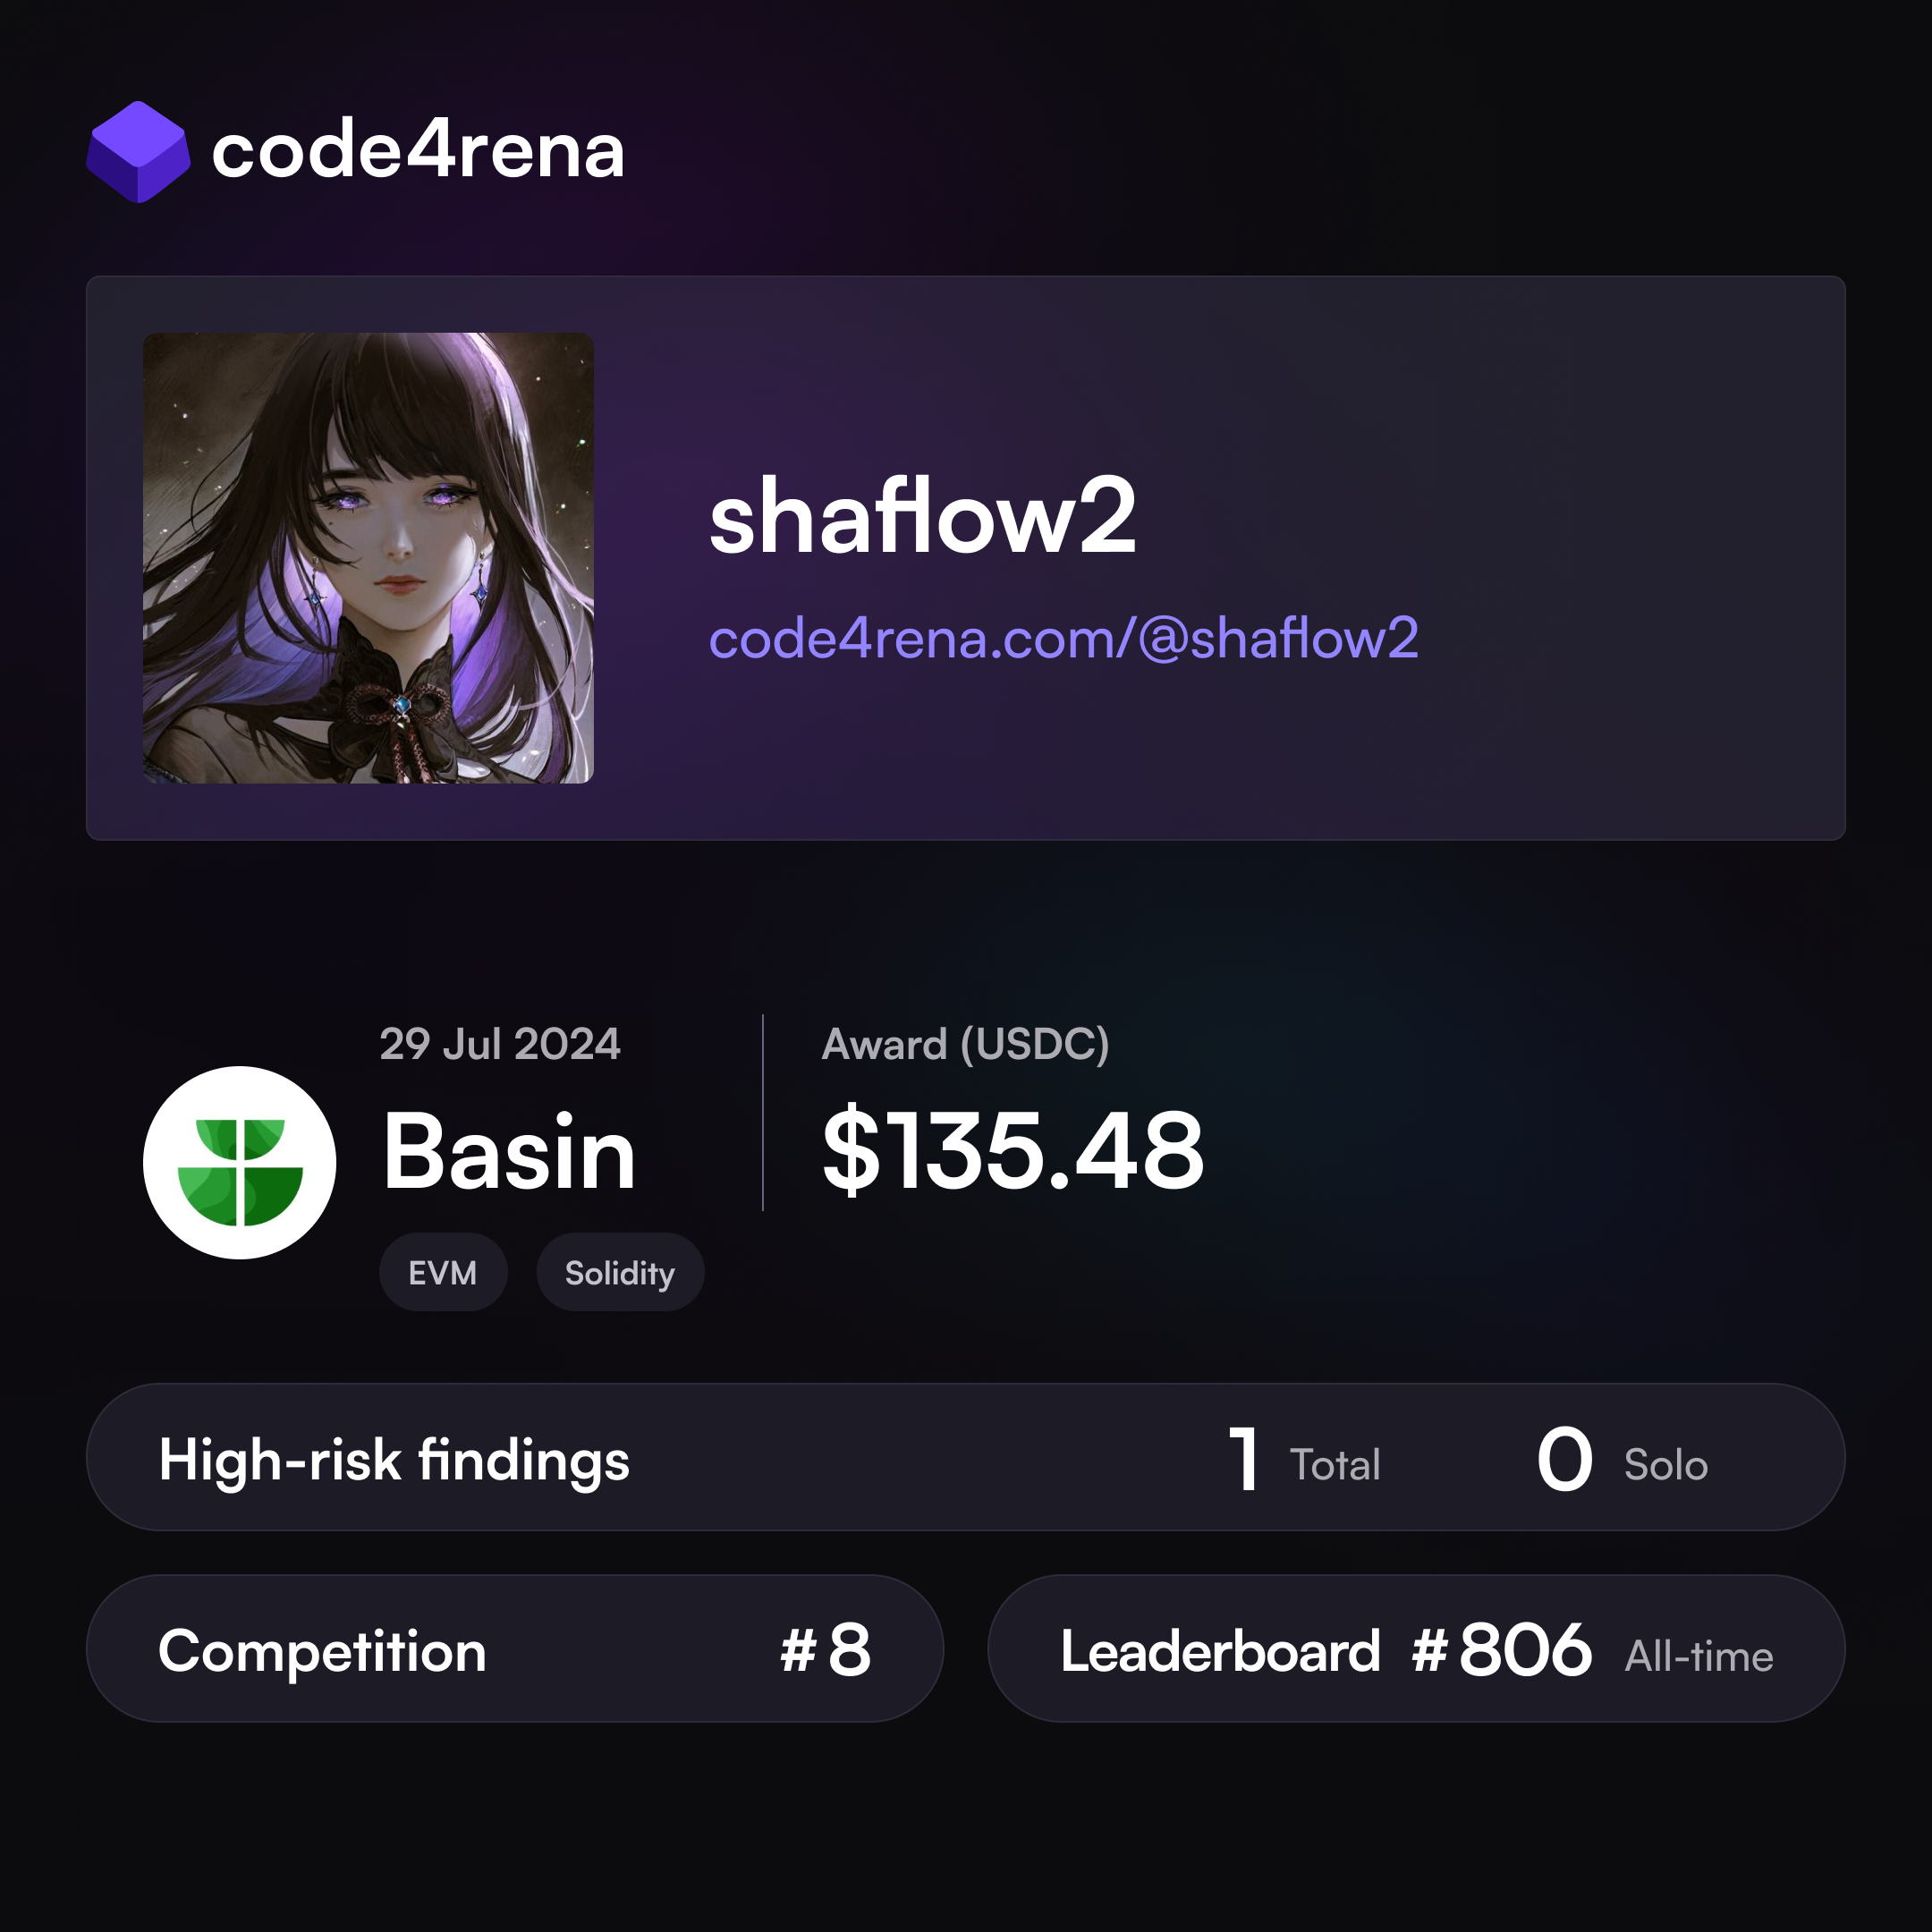 code4rena
shaflow2
code4rena.com/@shaflow2
29 Jul 2024
Basin
EVM Solidity
Award (USDC)
$135.48
High-risk findings 1 Total 0 Solo
Competition #8
Leaderboard #806 All-time